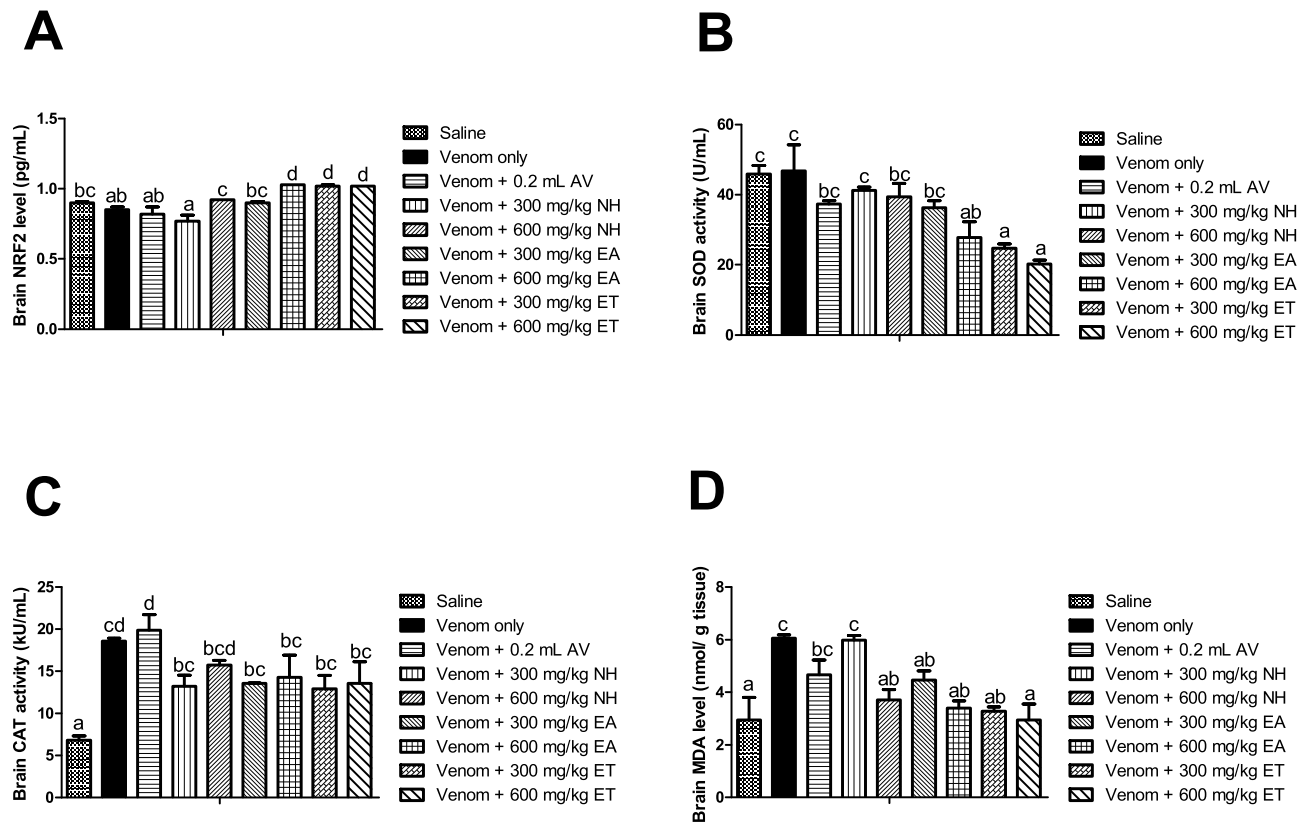 A
Brain NRF2 level (pg/mL)
1.5
1.0
0.5
0.0
bc ab ab a c bc d d d
Saline
Venom only
Venom + 0.2 mL AV
Venom + 300 mg/kg NH
Venom + 600 mg/kg NH
Venom + 300 mg/kg EA
Venom + 600 mg/kg EA
Venom + 300 mg/kg ET
Venom + 600 mg/kg ET
B
Brain SOD activity (UU/mL)
60
40
20
0
c c bc c bc bc ab a a
Saline
Venom only
Venom + 0.2 mL AV
Venom + 300 mg/kg NH
Venom + 600 mg/kg NH
Venom + 300 mg/kg EA
Venom + 600 mg/kg EA
Venom + 300 mg/kg ET
Venom + 600 mg/kg ET
C
Brain CAT activity (kU/mL)
25
20
15
10
5
0
a cd d bc bcd bc bc bc bc
Saline
Venom only
Venom + 0.2 mL AV
Venom + 300 mg/kg NH
Venom + 600 mg/kg NH
Venom + 300 mg/kg EA
Venom + 600 mg/kg EA
Venom + 300 mg/kg ET
Venom + 600 mg/kg ET
D
Brain MDA level (nmol/ g tissue)
8
6
4
2
0
a c bc c ab ab ab ab a
Saline
Venom only
Venom + 0.2 mL AV
Venom + 300 mg/kg NH
Venom + 600 mg/kg NH
Venom + 300 mg/kg EA
Venom + 600 mg/kg EA
Venom + 300 mg/kg ET
Venom + 600 mg/kg ET